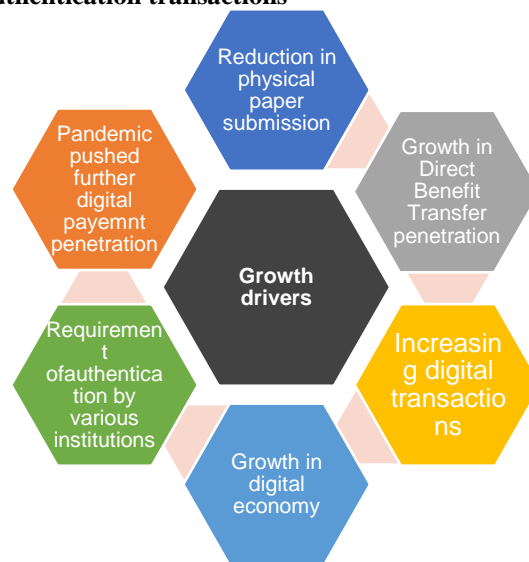 uthentication transactions
Reduction in
physical
paper
submission
Growth in
Direct
Benefit
Transfer
penetration
Increasin
g digital
transactio
ns
Growth in
digital
economy
Requiremen
t
ofauthentica
tion by
various
institutions
Pandemic
pushed
further
digital
payemnt
penetration
Growth
drivers